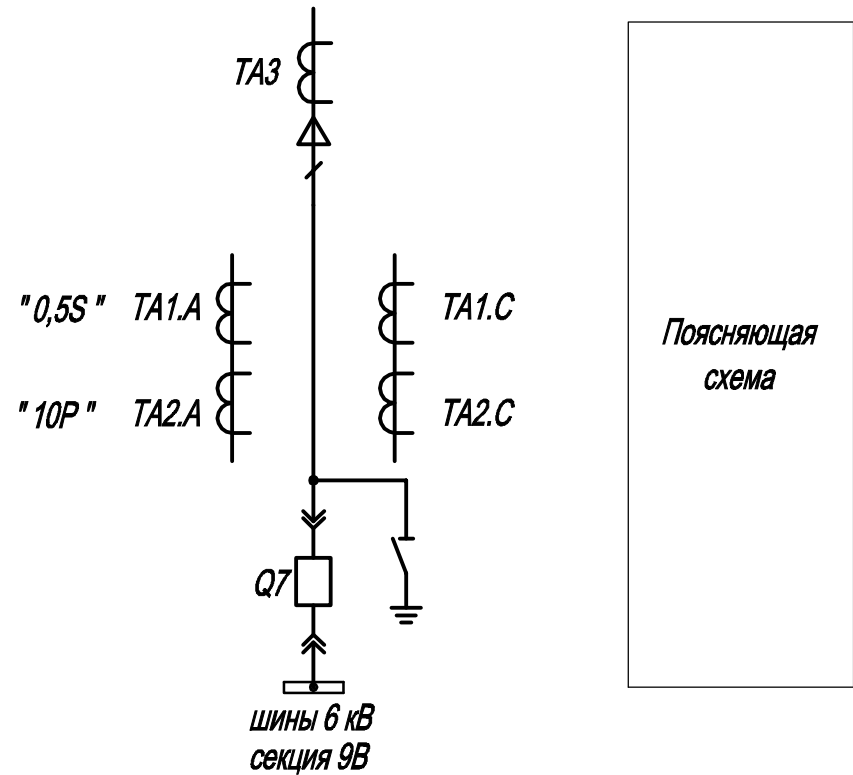 TA3
" 0,5S " TA1.A TA1.C
" 10P " TA2.A TA2.C
Поясняющая
схема
Q7
шины 6 кВ
секция 9В